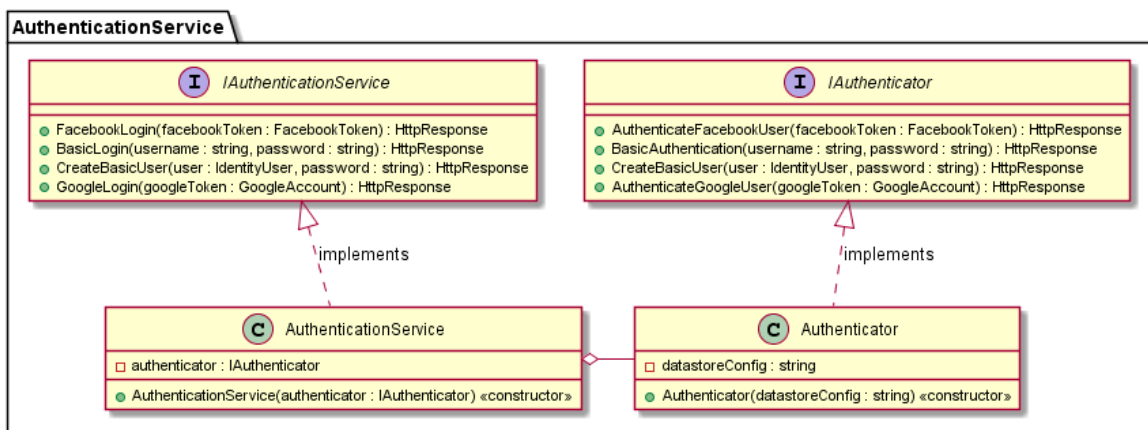 AuthenticationService
I IAuthenticationService
FacebookLogin(facebookToken : FacebookToken) : HttpResponse
BasicLogin(username : string, password : string) : HttpResponse
CreateBasicUser(user : IdentityUser, password : string) : HttpResponse
GoogleLogin(googleToken : GoogleAccount) : HttpResponse
I IAuthenticator
AuthenticateFacebookUser(facebookToken : FacebookToken) : HttpResponse
BasicAuthentication(username : string, password : string) : HttpResponse
CreateBasicUser(user : IdentityUser, password : string) : HttpResponse
AuthenticateGoogleUser(googleToken : GoogleAccount) : HttpResponse
implements
implements
C AuthenticationService
authenticator : IAuthenticator
AuthenticationService(authenticator : IAuthenticator) «constructor»
C Authenticator
datastoreConfig : string
Authenticator(datastoreConfig : string) «constructor»